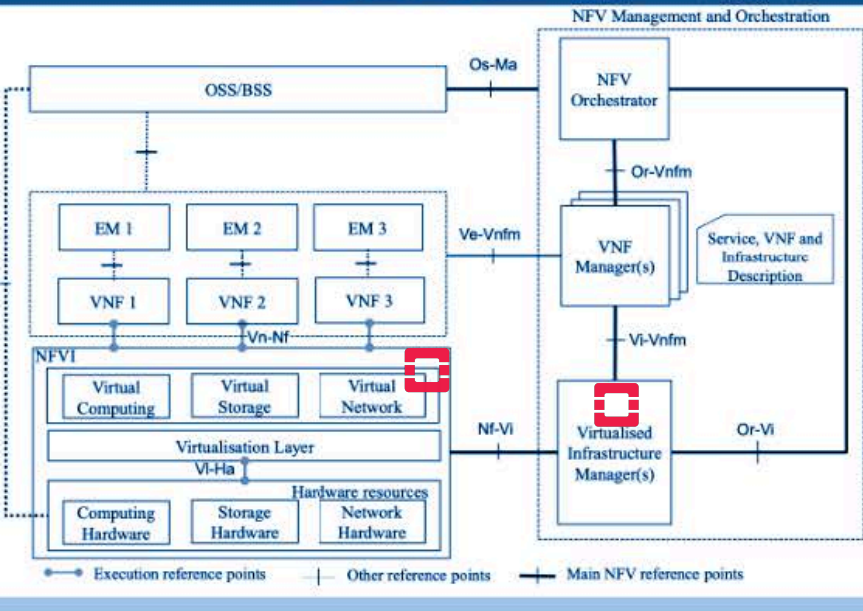 NFV Management and Orchestration
Os-Ma
OSS/BSS
NFV
Orchestrator
Or-Vnfm
EM 1
EM 2
EM 3
Ve-Vnfm
VNF
Manager(s)
Service, VNF and
Infrastructure
Description
VNF 1
VNF 2
VNF 3
Vn-Nf
Vi-Vnfm
NFVI
Virtual
Computing
Virtual
Storage
Virtual
Network
Nf-Vi
Virtualised
Infrastructure
Manager(s)
Or-Vi
Virtualisation Layer
Vl-Ha
Hardware resources
Computing
Hardware
Storage
Hardware
Network
Hardware
Execution reference points
Other reference points
Main NFV reference points